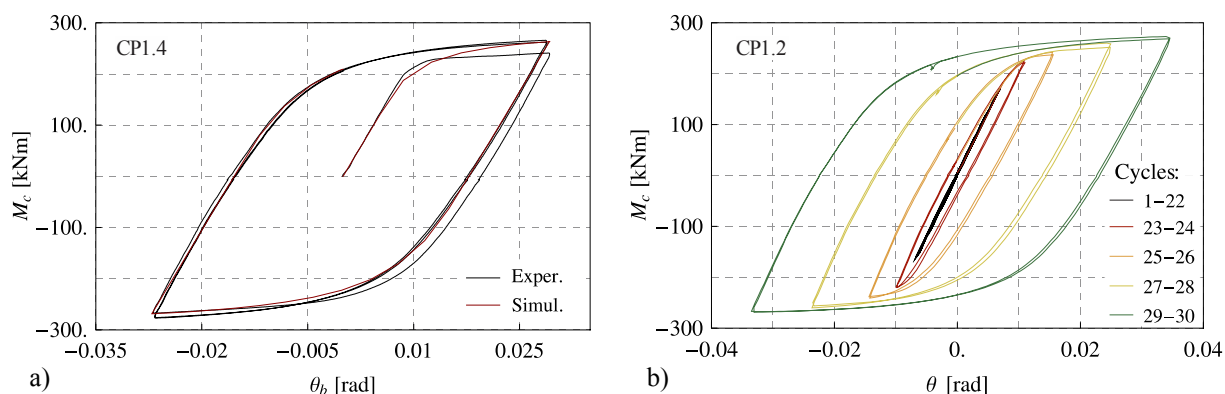 300.
CP1.4
100.
M_c [kNm]
−100.
Exper.
Simul.
−300.
−0.035 −0.02 −0.005 0.01 0.025
a) θ_b [rad]
300
CP1.2
100
M_c [kNm]
Cycles:
1−22
−100
23−24
25−26
27−28
29−30
−300
−0.04 −0.02 0. 0.02 0.04
b) θ [rad]